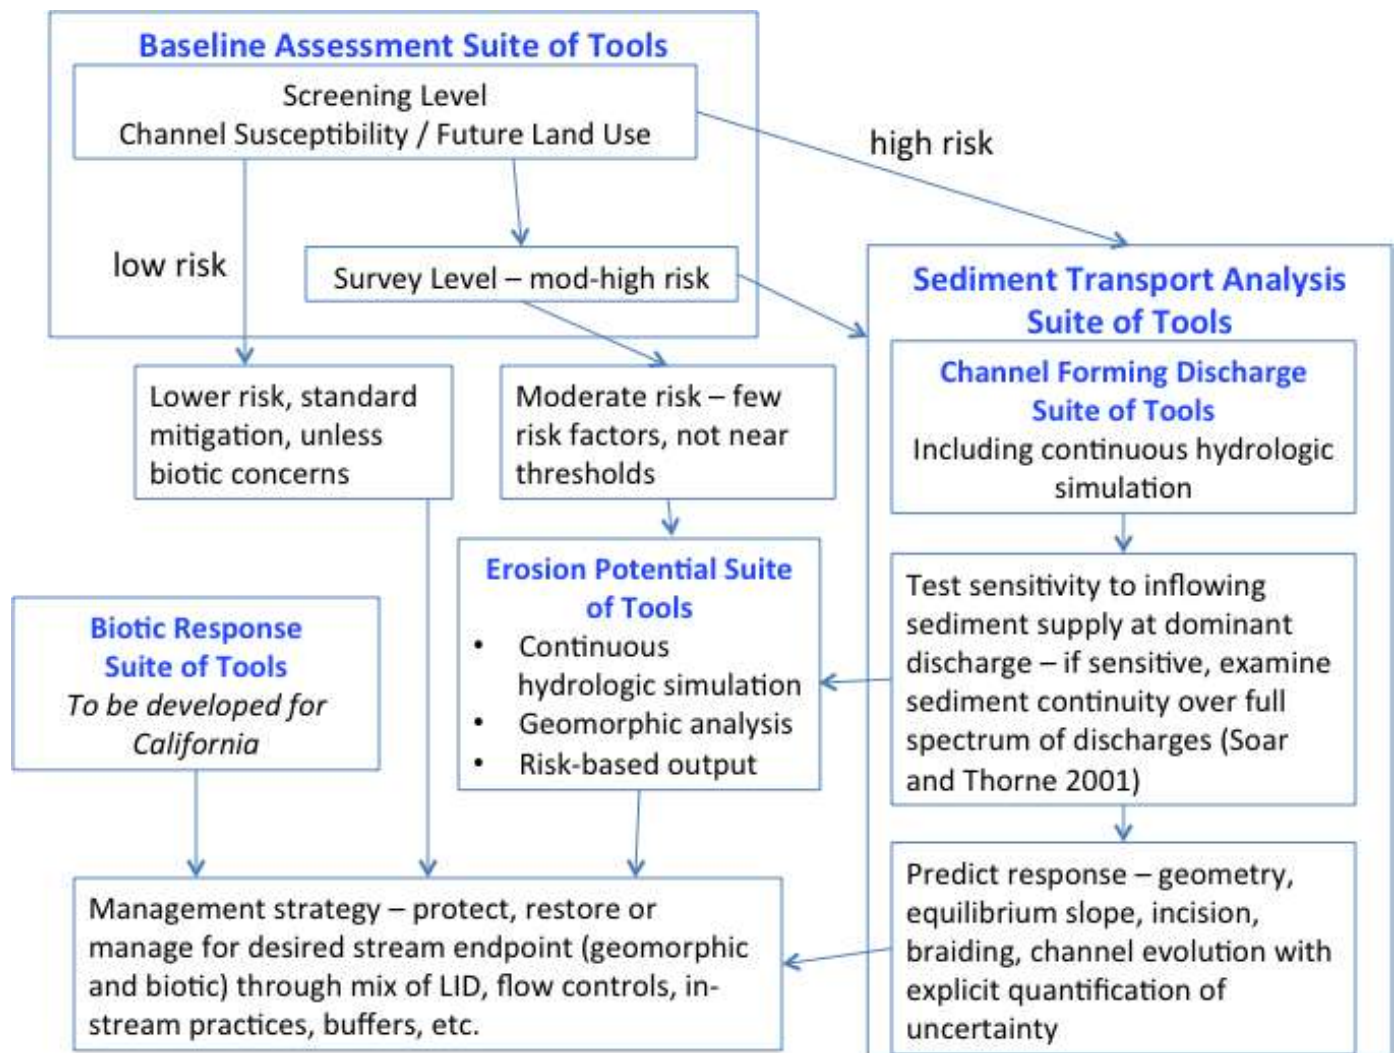 Baseline Assessment Suite of Tools
Screening Level
Channel Susceptibility / Future Land Use
high risk
low risk
Survey Level – mod-high risk
Sediment Transport Analysis
Suite of Tools
Channel Forming Discharge
Suite of Tools
Including continuous hydrologic
simulation
Lower risk, standard
mitigation, unless
biotic concerns
Moderate risk – few
risk factors, not near
thresholds
Erosion Potential Suite
of Tools
• Continuous
hydrologic simulation
• Geomorphic analysis
• Risk-based output
Test sensitivity to inflowing
sediment supply at dominant
discharge – if sensitive, examine
sediment continuity over full
spectrum of discharges (Soar
and Thorne 2001)
Biotic Response
Suite of Tools
To be developed for
California
Management strategy – protect, restore or
manage for desired stream endpoint (geomorphic
and biotic) through mix of LID, flow controls, in-
stream practices, buffers, etc.
Predict response – geometry,
equilibrium slope, incision,
braiding, channel evolution with
explicit quantification of
uncertainty